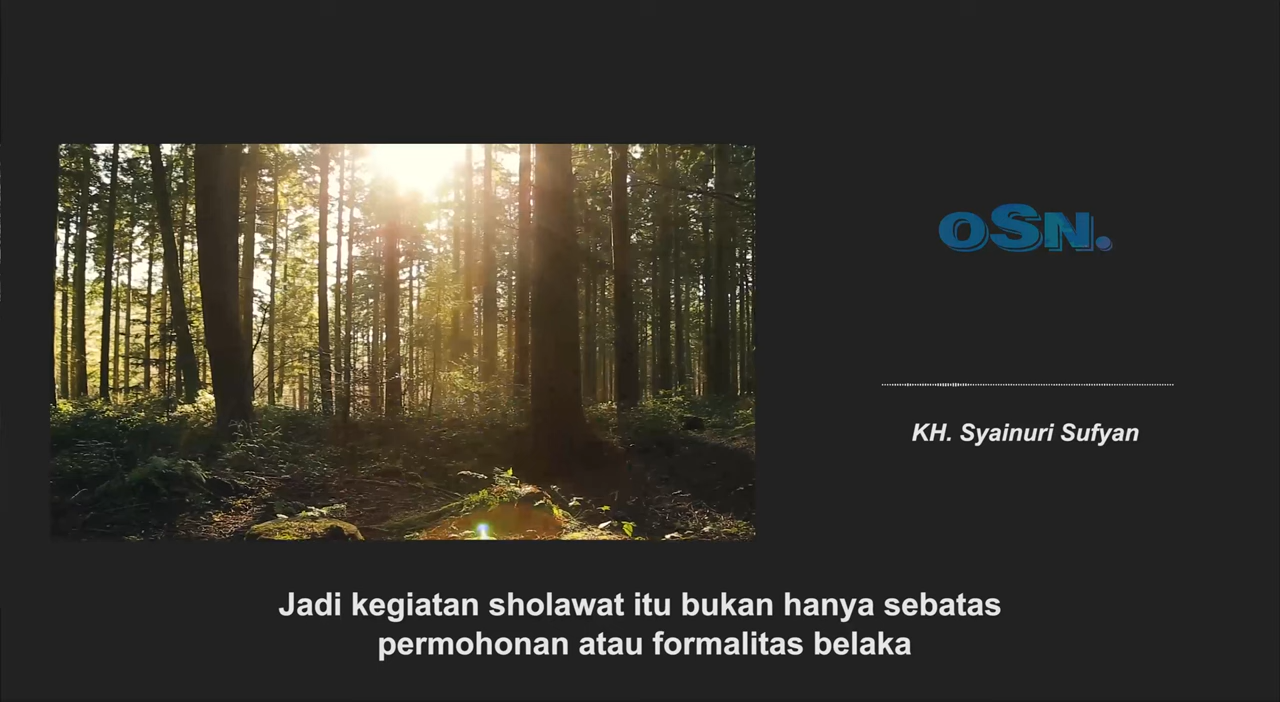 oSN.
KH. Syainuri Sufyan
Jadi kegiatan sholawat itu bukan hanya sebatas
permohonan atau formalitas belaka